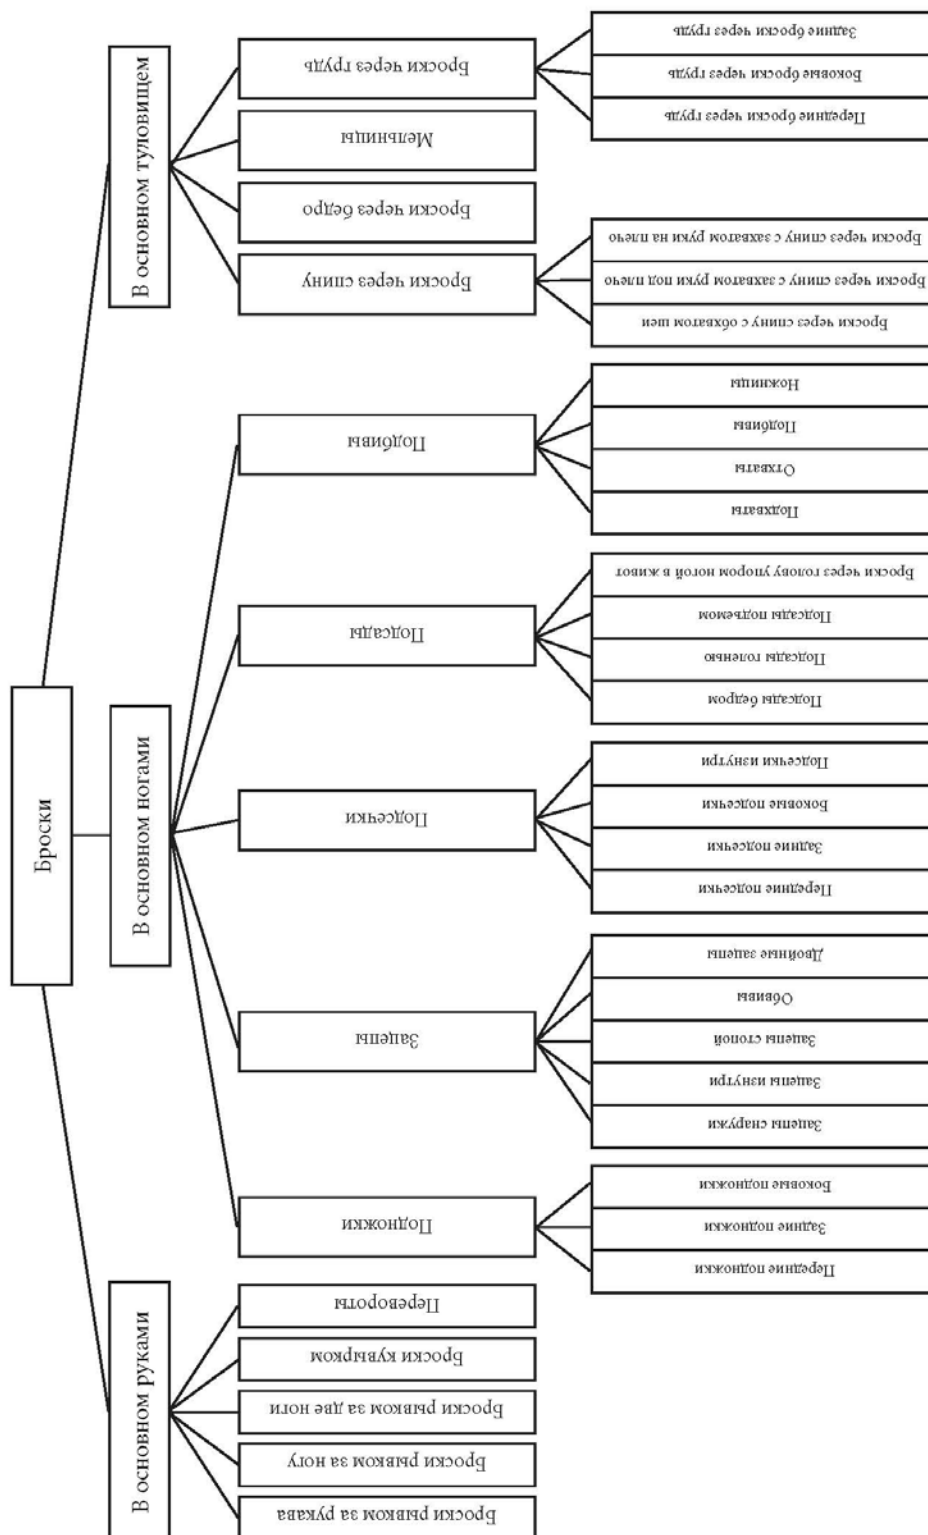 Броски
В основном руками
В основном ногами
В основном туловищем
Броски рывком за рукава
Броски рывком за ногу
Броски рывком за две ноги
Броски кувырком
Перевороты
Подножки
Передние подножки
Задние подножки
Боковые подножки
Зацепы
Зацепы снаружи
Зацепы изнутри
Зацепы стопой
Обвивы
Двойные зацепы
Подсечки
Передние подсечки
Задние подсечки
Боковые подсечки
Подсечки изнутри
Подсады
Подсады бедром
Подсады голенью
Подсады подъемом
Броски через голову упором ногой в живот
Подбивы
Подхваты
Отхваты
Подбивы
Ножницы
Броски через спину
Броски через спину с обхватом шеи
Броски через спину с захватом руки под плечо
Броски через спину с захватом руки на плечо
Броски через бедро
Мельницы
Броски через грудь
Передние броски через грудь
Боковые броски через грудь
Задние броски через грудь